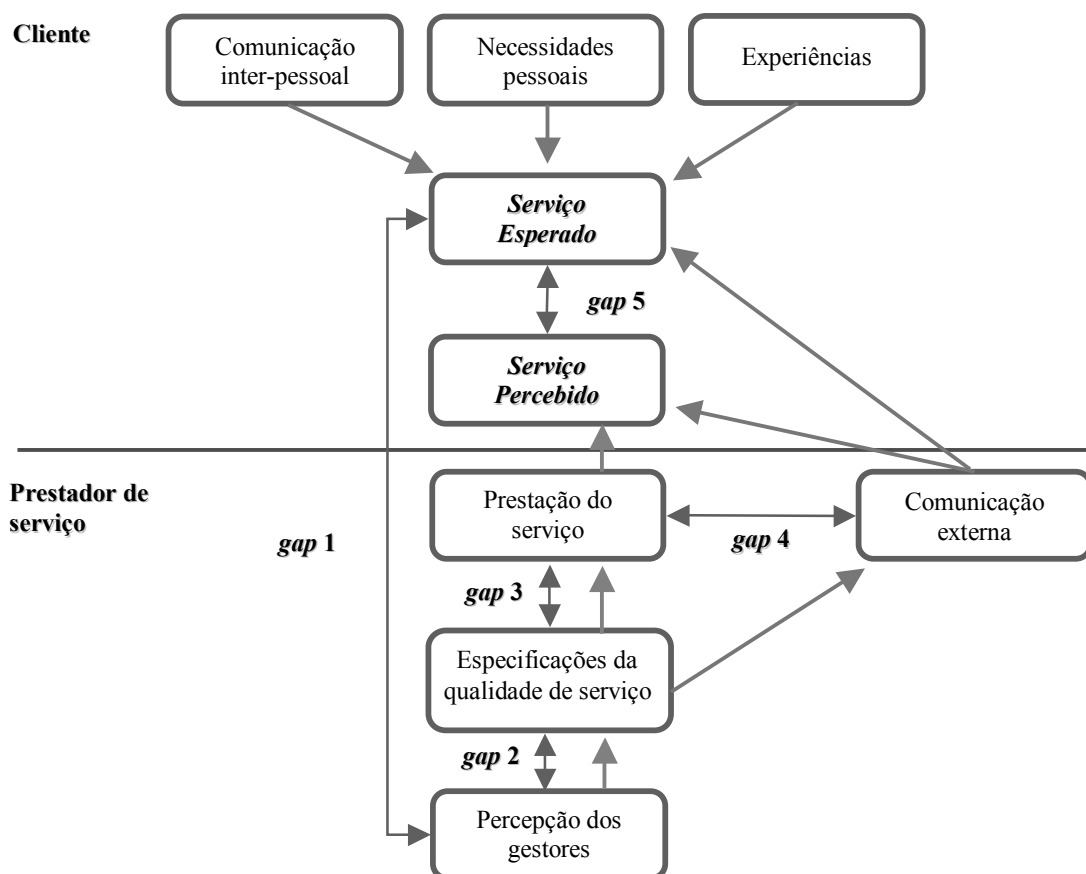 Cliente
Comunicação
inter-pessoal
Necessidades
pessoais
Experiências
Serviço
Esperado
gap 5
Serviço
Percebido
Prestador de
serviço
Prestação do
serviço
Comunicação
externa
gap 1
gap 4
gap 3
Especificações da
qualidade de serviço
gap 2
Percepção dos
gestores